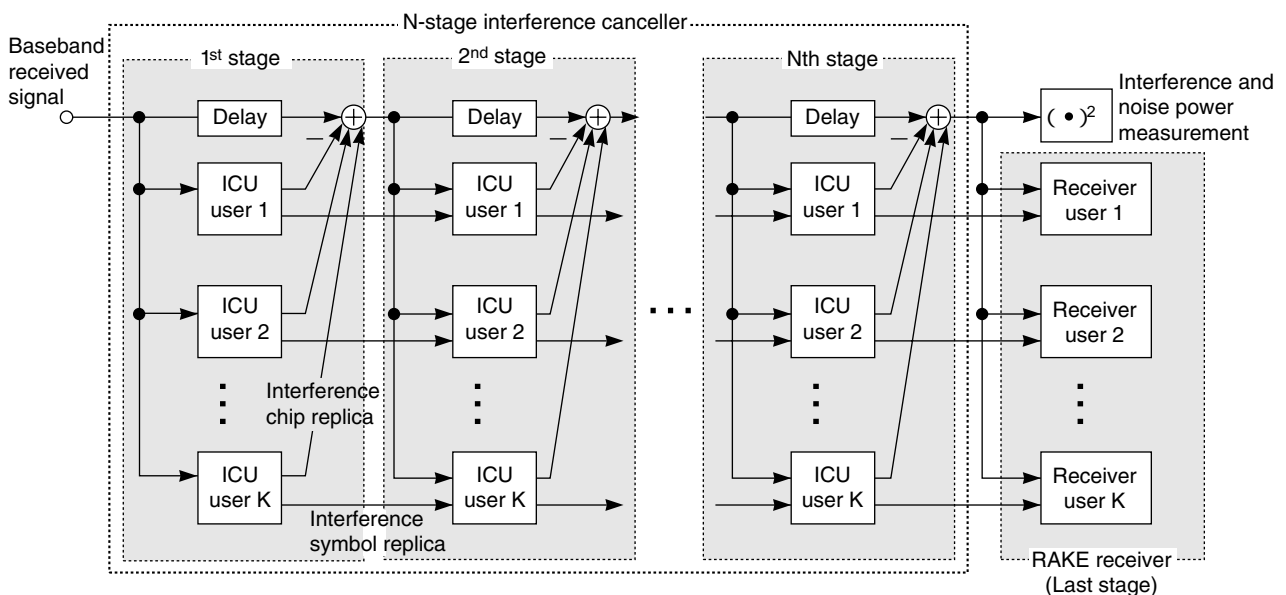 N-stage interference canceller
Baseband
received
signal
1st stage
2nd stage
Nth stage
Delay
+
−
Delay
+
−
Delay
+
−
( • )2
Interference and
noise power
measurement
ICU
user 1
ICU
user 1
ICU
user 1
Receiver
user 1
ICU
user 2
ICU
user 2
• • •
ICU
user 2
Receiver
user 2
Interference
chip replica
ICU
user K
ICU
user K
ICU
user K
Receiver
user K
Interference
symbol replica
RAKE receiver
(Last stage)